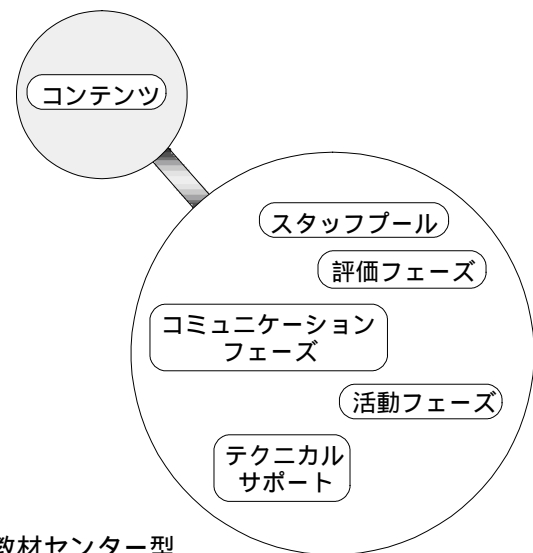 コンテンツ
スタッフプール
評価フェーズ
コミュニケーション
フェーズ
活動フェーズ
テクニカル
サポート
教材センター型